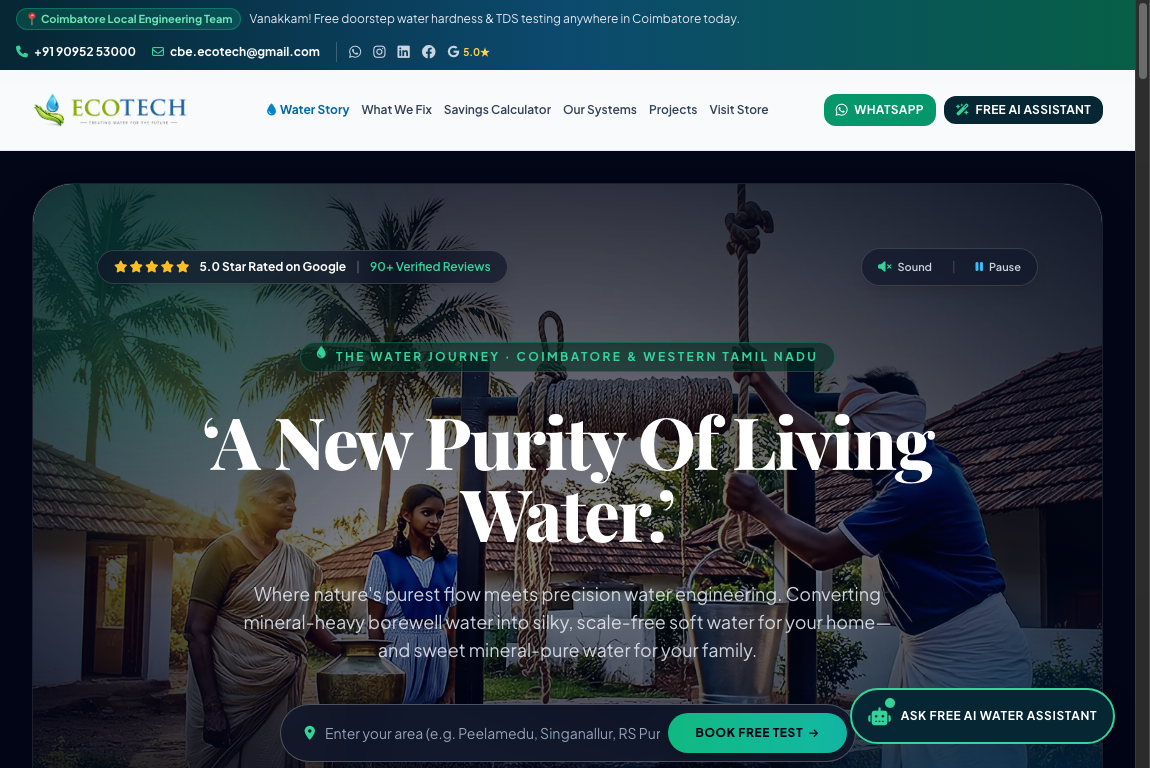 Coimbatore Local Engineering Team
Vanakkam! Free doorstep water hardness & TDS testing anywhere in Coimbatore today.
+91 90952 53000
cbe.ecotech@gmail.com
5.0★
ECOTECH
TREATING WATER FOR THE FUTURE
Water Story
What We Fix
Savings Calculator
Our Systems
Projects
Visit Store
WHATSAPP
FREE AI ASSISTANT
5.0 Star Rated on Google | 90+ Verified Reviews
Sound | Pause
THE WATER JOURNEY · COIMBATORE & WESTERN TAMIL NADU
‘A New Purity Of Living
Water.’
Where nature's purest flow meets precision water engineering. Converting
mineral-heavy borewell water into silky, scale-free soft water for your home—
and sweet mineral-pure water for your family.
Enter your area (e.g. Peelamedu, Singanallur, RS Pur
BOOK FREE TEST →
ASK FREE AI WATER ASSISTANT